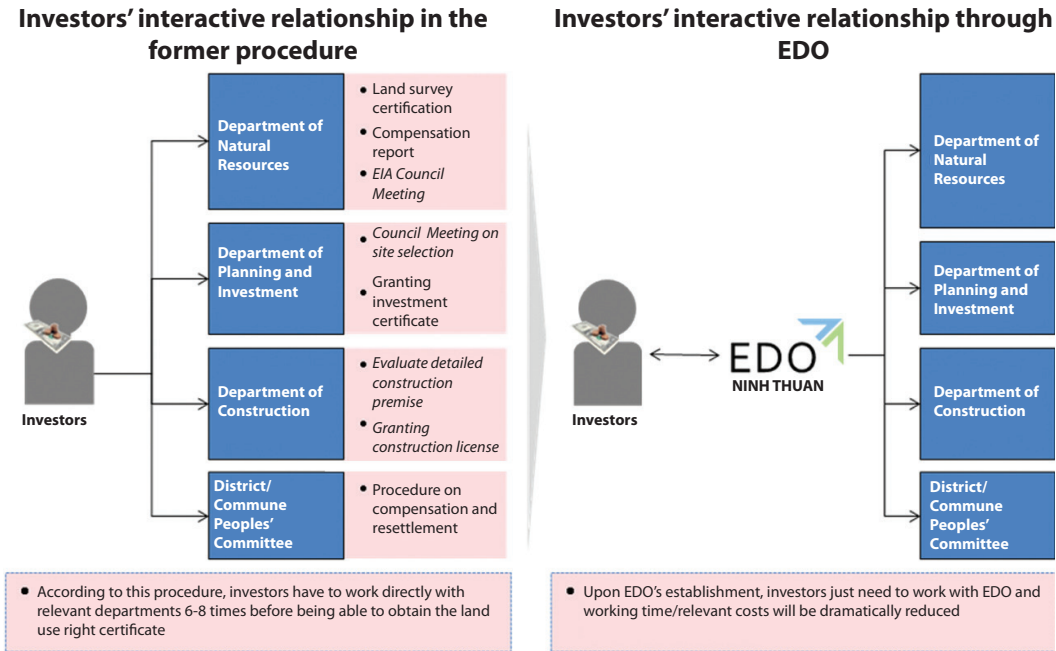 Investors’ interactive relationship in the
former procedure
Department of
Natural
Resources
• Land survey
certification
• Compensation
report
• EIA Council
Meeting
Department of
Planning and
Investment
• Council Meeting on
site selection
• Granting
investment
certificate
Department of
Construction
• Evaluate detailed
construction
premise
• Granting
construction license
District/
Commune
Peoples’
Committee
• Procedure on
compensation and
resettlement
Investors
• According to this procedure, investors have to work directly with
relevant departments 6-8 times before being able to obtain the land
use right certificate
Investors’ interactive relationship through
EDO
Investors
EDO
NINH THUAN
Department of
Natural
Resources
Department of
Planning and
Investment
Department of
Construction
District/
Commune
Peoples’
Committee
• Upon EDO’s establishment, investors just need to work with EDO and
working time/relevant costs will be dramatically reduced